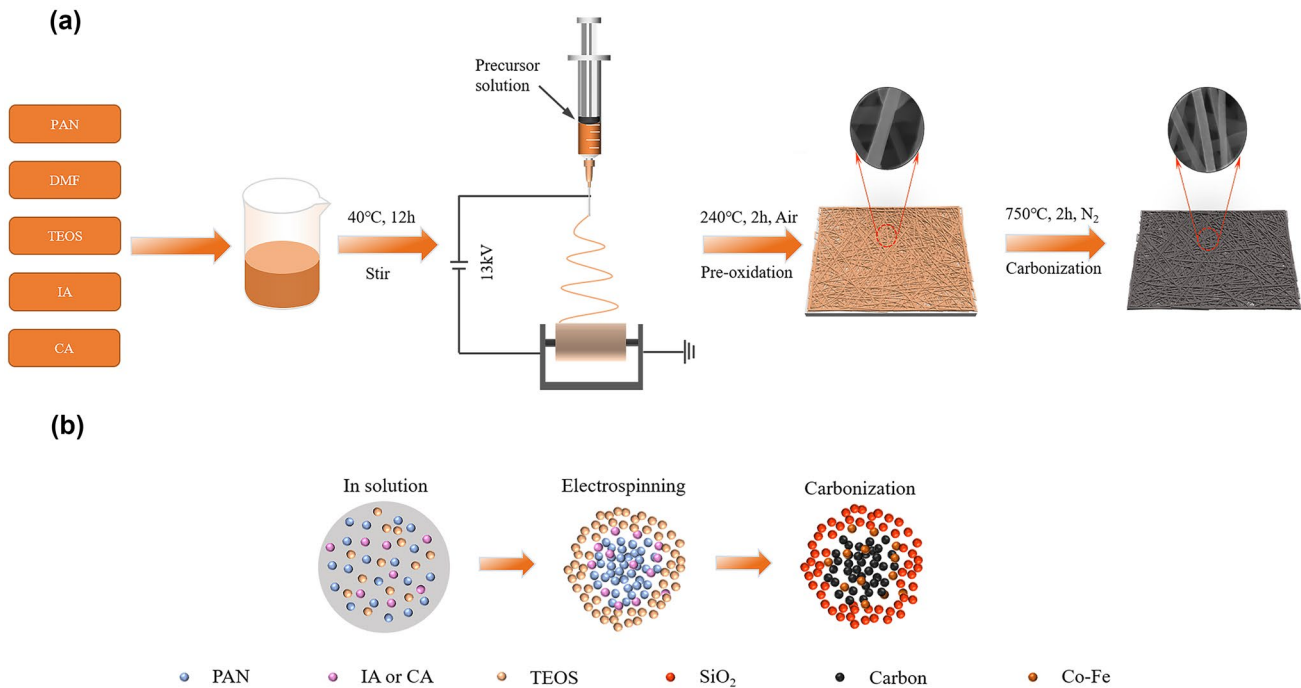 (a)
Precursor
solution
PAN
DMF
TEOS
IA
CA
40℃, 12h
Stir
13kV
240℃, 2h, Air
Pre-oxidation
750℃, 2h, N₂
Carbonization
(b)
In solution
Electrospinning
Carbonization
PAN
IA or CA
TEOS
SiO₂
Carbon
Co-Fe